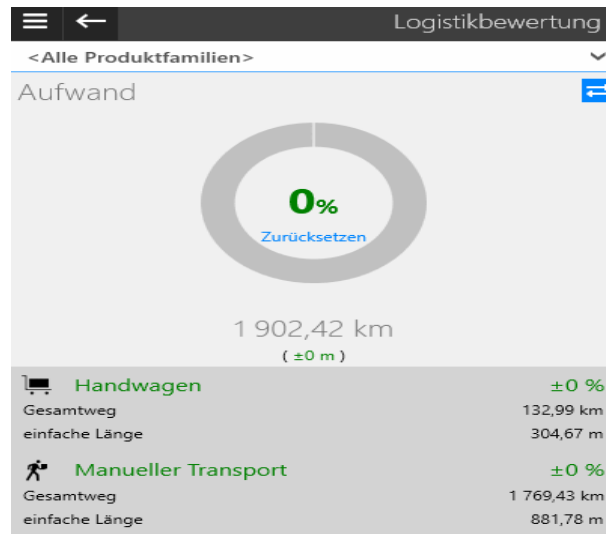 Logistikbewertung
<Alle Produktfamilien>
Aufwand
0%
Zurücksetzen
1 902,42 km
( ±0 m )
Handwagen ±0 %
Gesamtweg 132,99 km
einfache Länge 304,67 m
Manueller Transport ±0 %
Gesamtweg 1 769,43 km
einfache Länge 881,78 m